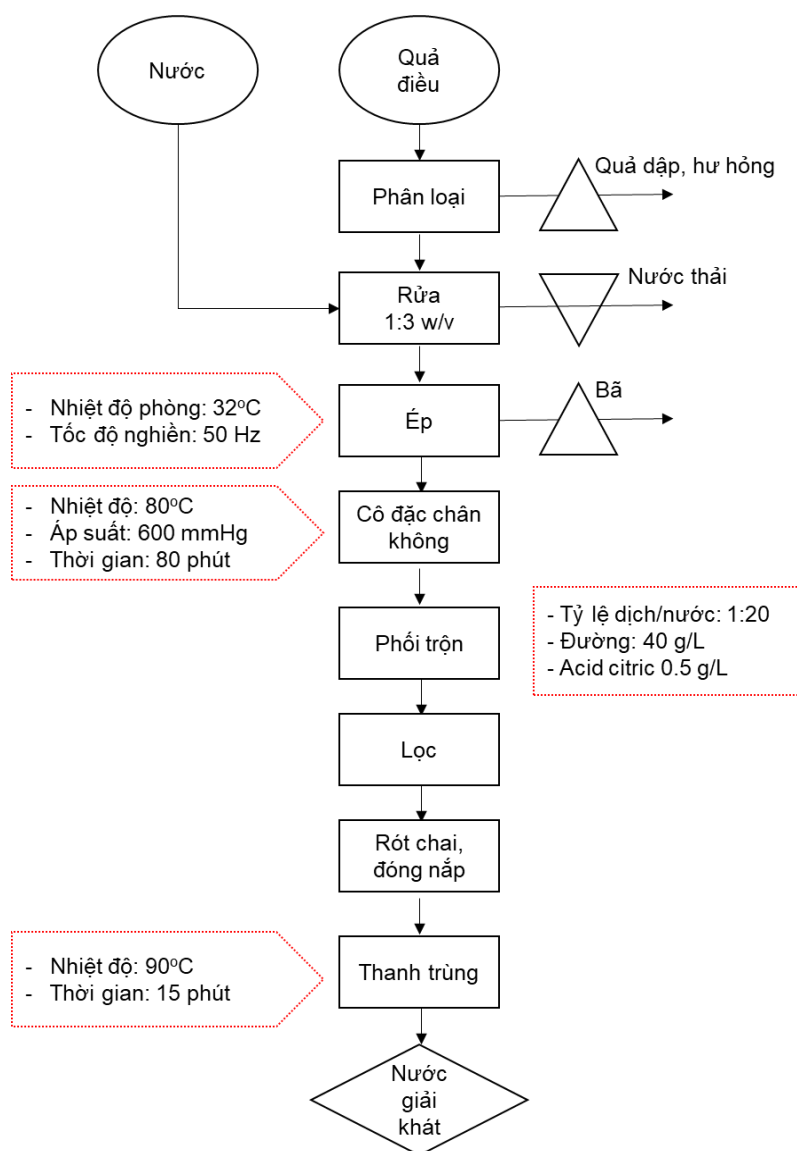 Nước
Quả
điều
Phân loại
Quả dập, hư hỏng
Rửa
1:3 w/v
Nước thải
- Nhiệt độ phòng: 32°C
- Tốc độ nghiền: 50 Hz
Ép
Bã
- Nhiệt độ: 80°C
- Áp suất: 600 mmHg
- Thời gian: 80 phút
Cô đặc chân
không
Phối trộn
- Tỷ lệ dịch/nước: 1:20
- Đường: 40 g/L
- Acid citric 0.5 g/L
Lọc
Rót chai,
đóng nắp
- Nhiệt độ: 90°C
- Thời gian: 15 phút
Thanh trùng
Nước
giải
khát